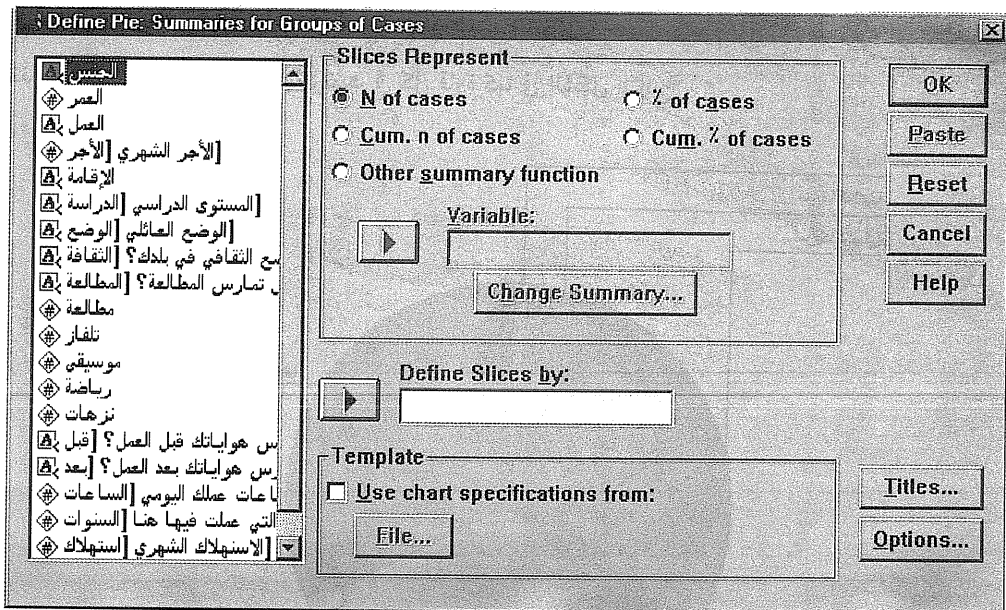 Define Pie: Summaries for Groups of Cases
الجنس
العمر
العمل
الأجر الشهري [الأجر
الإقامة
المستوى الدراسي [الدراسة
الوضع العائلي [الوضع
ضع الثقافي في بلدك؟ [الثقافة
تمارس المطالعة؟ [المطالعة
مطالعة
تلفاز
موسيقى
رياضة
نزهات
س هواياتك قبل العمل؟ [قبل
رس هواياتك بعد العمل؟ [بعد
اعات عملك اليومي [الساعات
التي عملت فيها هنا [السنوات
الاستهلاك الشهري [استهلاك
Slices Represent
N of cases
% of cases
Cum. n of cases
Cum. % of cases
Other summary function
Variable:
Change Summary...
Define Slices by:
Template
Use chart specifications from:
File...
OK
Paste
Reset
Cancel
Help
Titles...
Options...